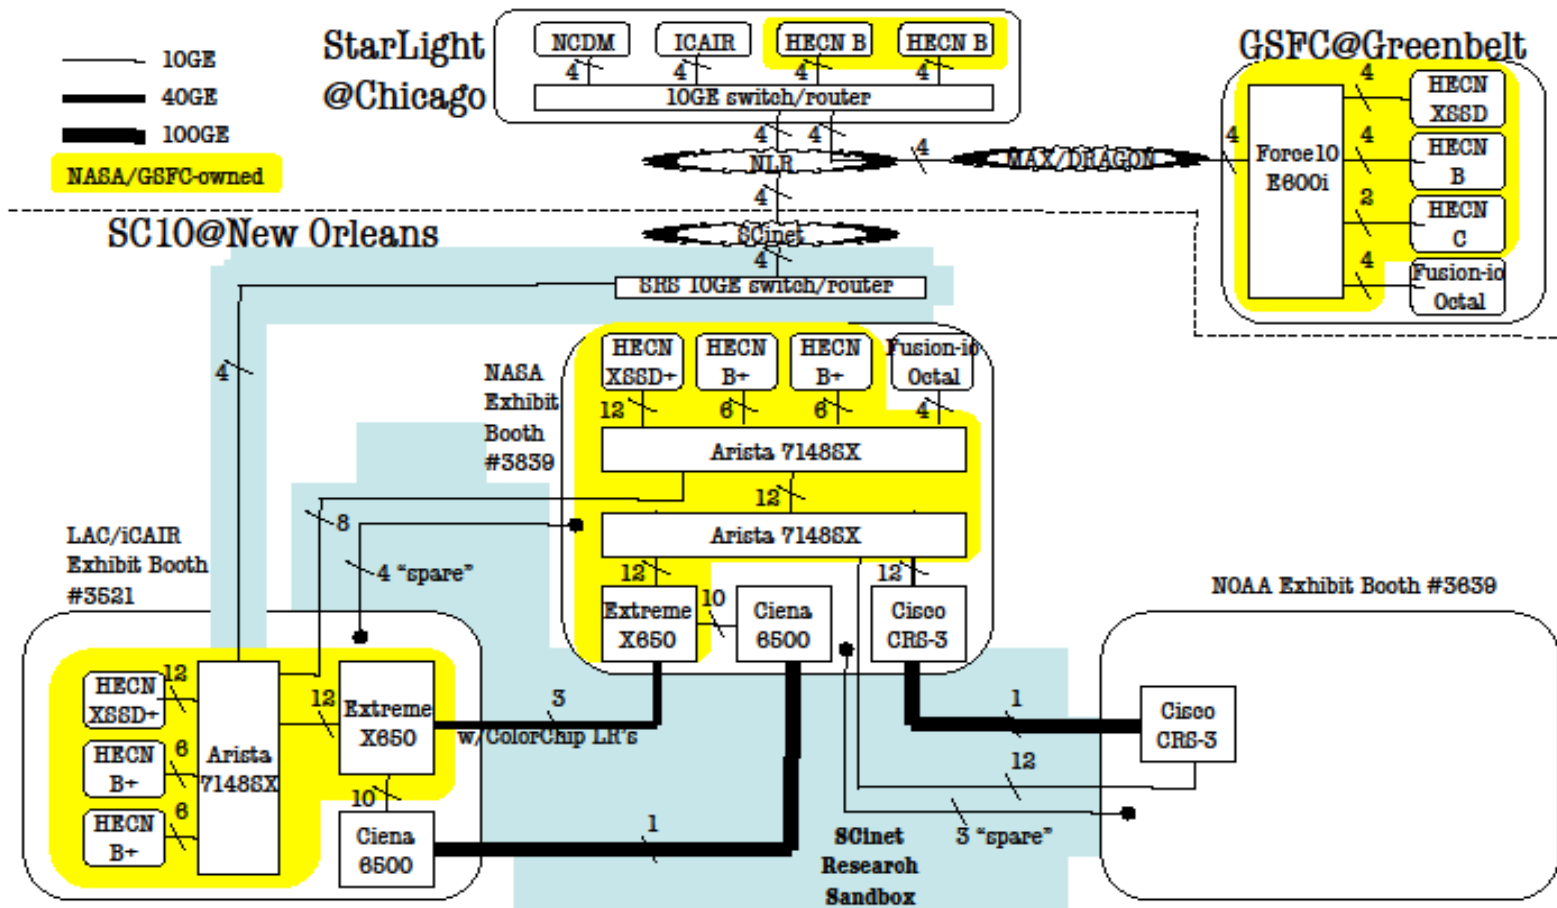 10GE
40GE
100GE
NASA/GSFC-owned
StarLight
@Chicago
NCDM
ICAIR
HECN B
HECN B
4
4
4
4
10GE switch/router
4
4
NLR
4
MAX/DRAGON
4
4
GSFC@Greenbelt
Force10
E600i
4
HECN
XSSD
4
HECN
B
2
HECN
C
4
Fusion-io
Octal
SC10@New Orleans
SCinet
4
SRS 10GE switch/router
4
NASA
Exhibit
Booth
#3839
HECN
XSSD+
HECN
B+
HECN
B+
Fusion-io
Octal
12
6
6
4
Arista 7148SX
12
Arista 7148SX
8
4 "spare"
12
12
Extreme
X650
10
Ciena
6500
Cisco
CRS-3
LAC/iCAIR
Exhibit Booth
#3521
HECN
XSSD+
12
HECN
B+
6
HECN
B+
6
Arista
7148SX
12
Extreme
X650
10
Ciena
6500
3
w/ColorChip LR's
1
NOAA Exhibit Booth #3639
1
Cisco
CRS-3
12
3 "spare"
SCinet
Research
Sandbox